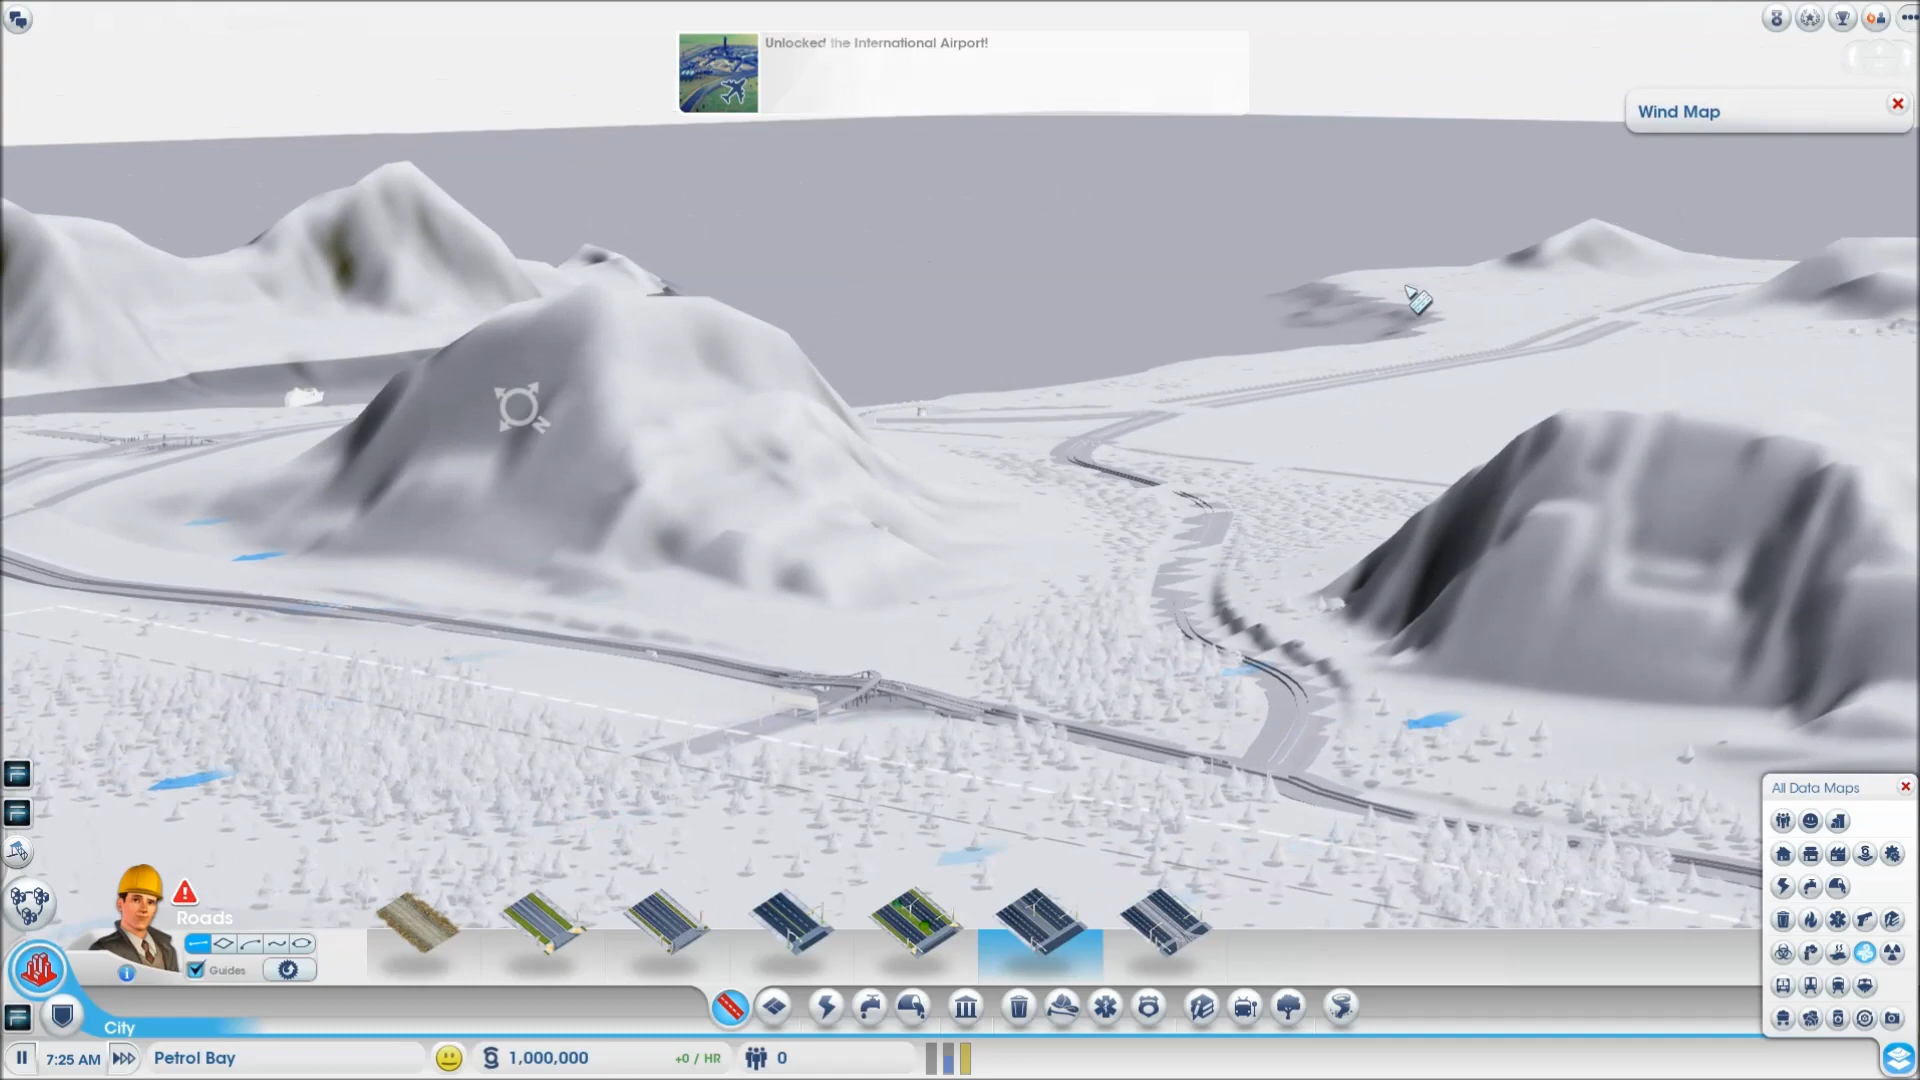 Unlocked the International Airport!
Wind Map
N
All Data Maps
Roads
Guides
City
7:25 AM
Petrol Bay
1,000,000
+0 / HR
0